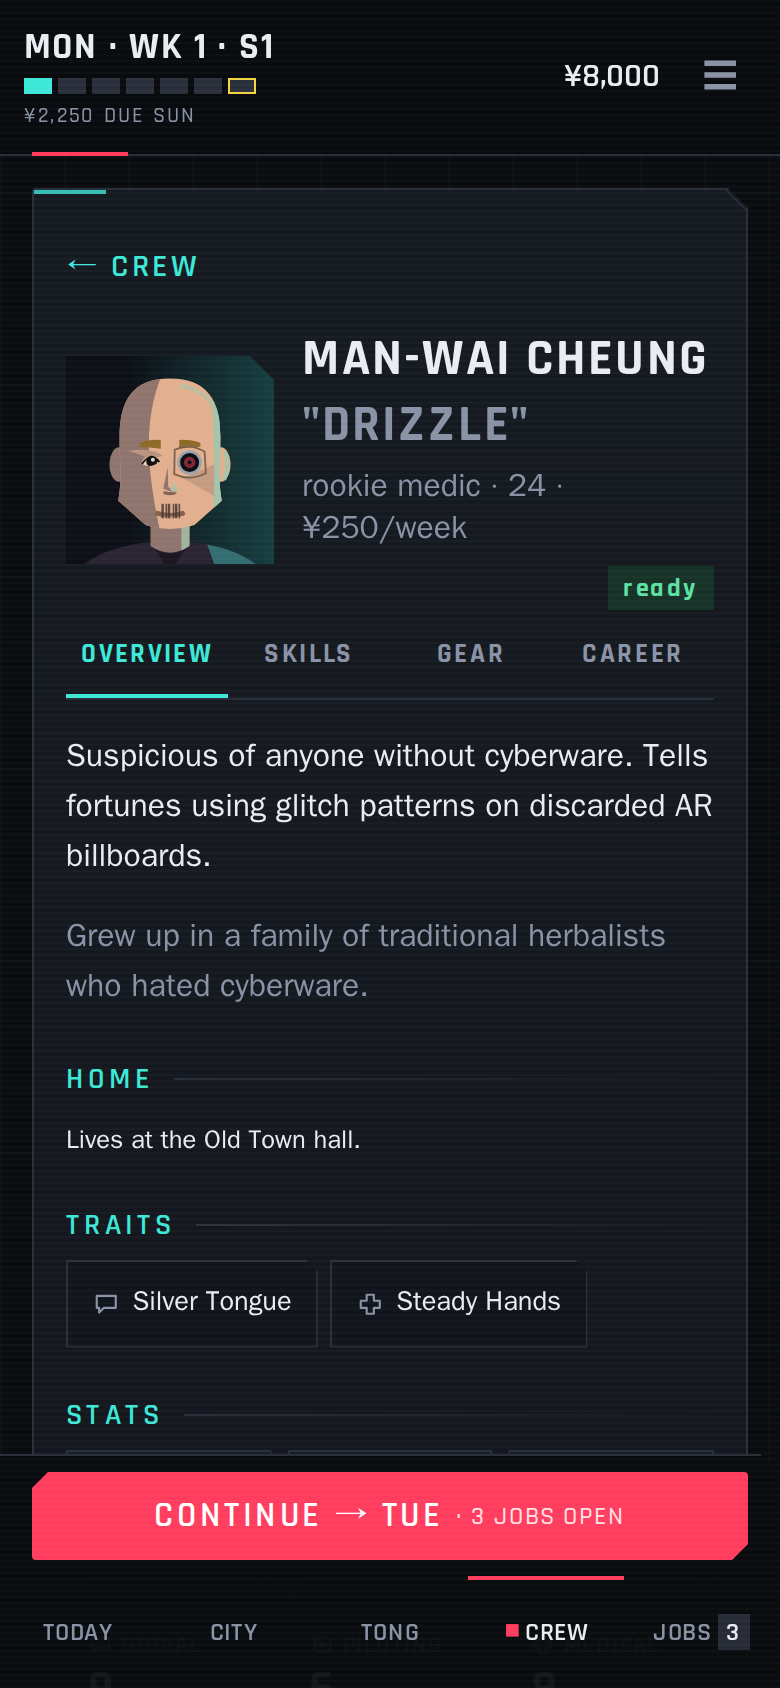 MON · WK 1 · S1
¥8,000
¥2,250 DUE SUN
← CREW
MAN-WAI CHEUNG
"DRIZZLE"
rookie medic · 24 ·
¥250/week
ready
OVERVIEW SKILLS GEAR CAREER
Suspicious of anyone without cyberware. Tells
fortunes using glitch patterns on discarded AR
billboards.
Grew up in a family of traditional herbalists
who hated cyberware.
HOME
Lives at the Old Town hall.
TRAITS
Silver Tongue Steady Hands
STATS
CONTINUE → TUE · 3 JOBS OPEN
TODAY CITY TONG CREW JOBS 3
SOCIAL PILOTING MEDICAL